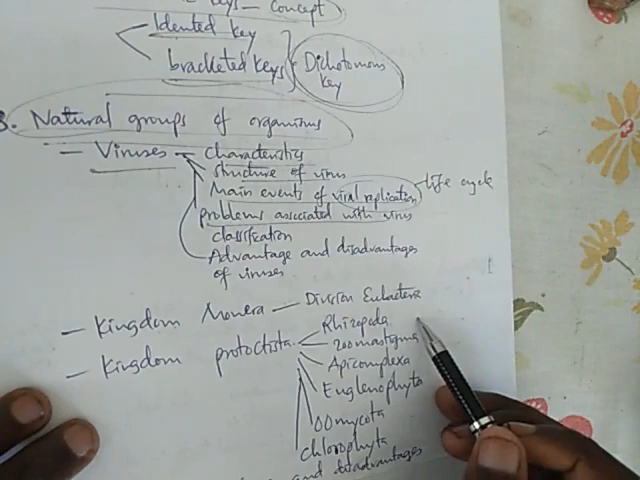 Keys - Concept
Idented key
bracketed keys
Dichotomous key
3. Natural groups of organisms
- Viruses - Characteristics
structure of virus
Main events of viral replication - life cycle
problems associated with virus
classification
Advantage and disadvantages
of viruses
- Kingdom Monera - Division Eubacteria
- Kingdom protoctista - Rhizopoda
- zoomastigina
- Apicomplexa
Euglenophyta
Oomycota
chlorophyta
and disadvantages